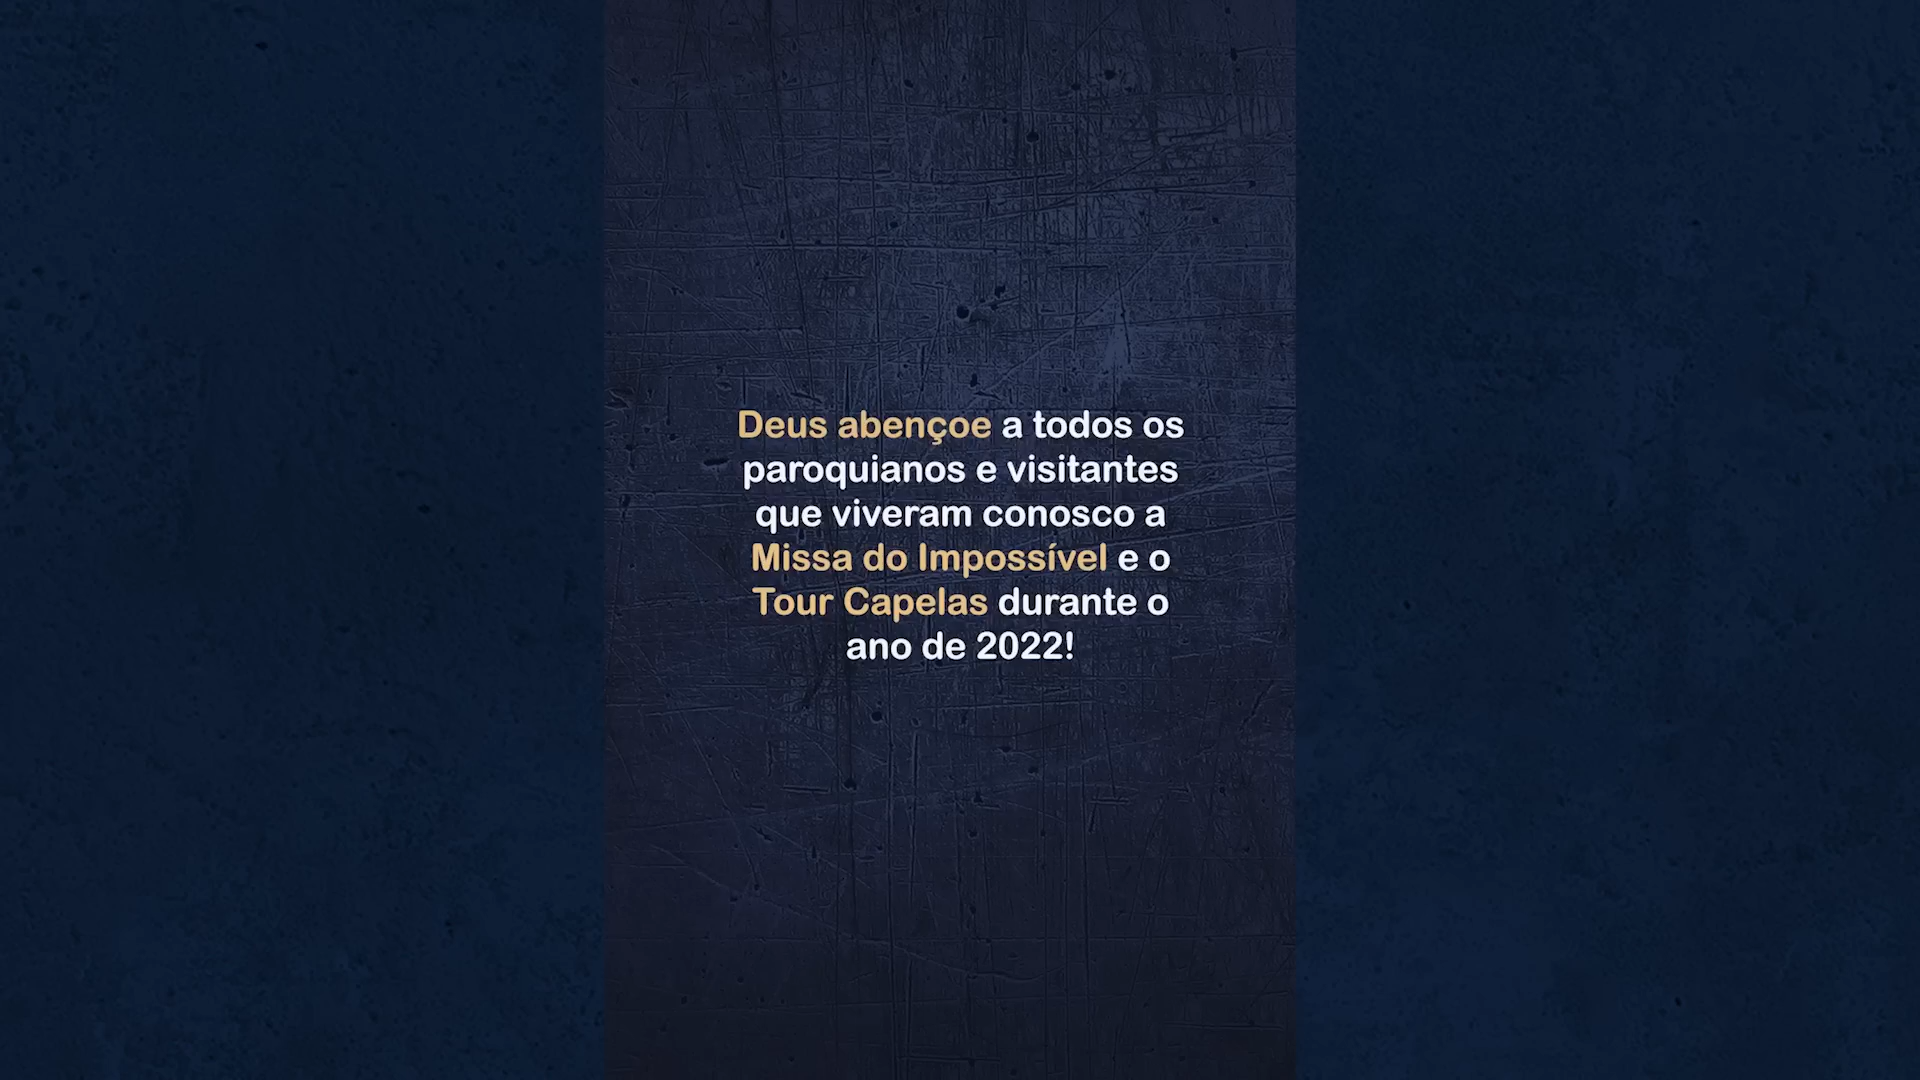 Deus abençoe a todos os
paroquianos e visitantes
que viveram conosco a
Missa do Impossível e o
Tour Capelas durante o
ano de 2022!